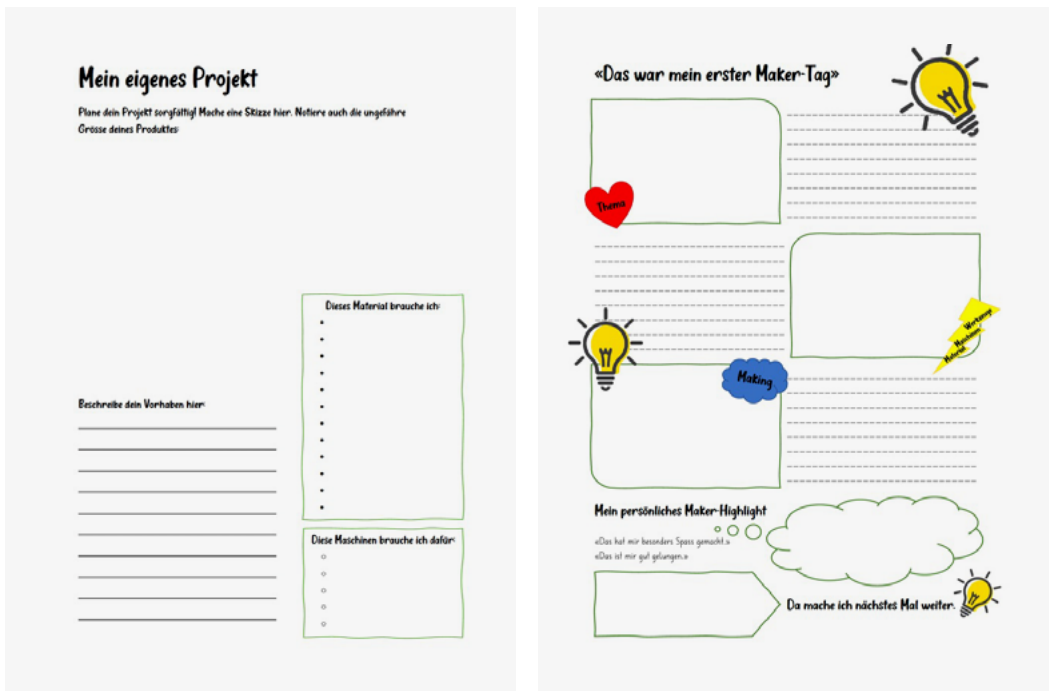 Mein eigenes Projekt
Plane dein Projekt sorgfältig! Mache eine Skizze hier. Notiere auch die ungefähre
Grösse deines Produktes:
Dieses Material brauche ich:
Beschreibe dein Vorhaben hier:
Diese Maschinen brauche ich dafür:
«Das war mein erster Maker-Tag»
Thema
Werkzeuge
Maschinen
Material
Making
Mein persönliches Maker-Highlight
«Das hat mir besonders Spass gemacht.»
«Das ist mir gut gelungen.»
Da mache ich nächstes Mal weiter.